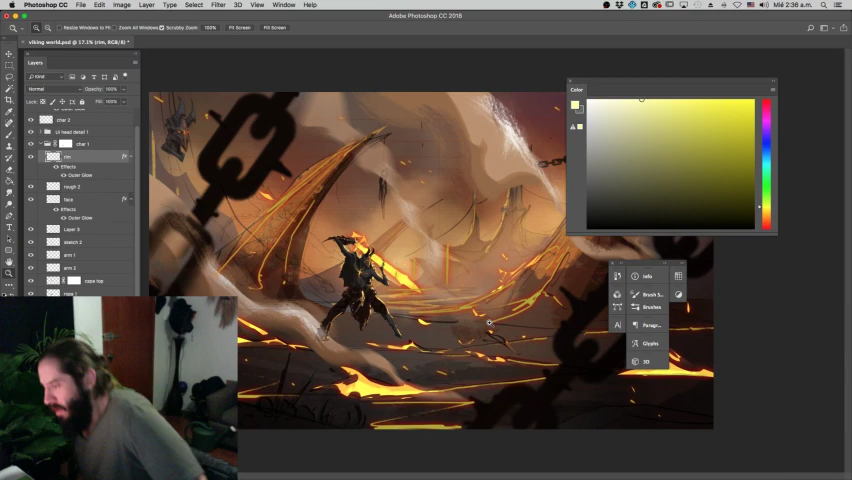 Photoshop CC File Edit Image Layer Type Select Filter 3D View Window Help Mié 2:36 a.m.
Adobe Photoshop CC 2018
Resize Windows to Fit Zoom All Windows Scrubby Zoom 100% Fit Screen Fill Screen
viking world.psd @ 17.1% (rim, RGB/8) *
Layers
Kind
Normal Opacity: 100%
Lock: Fill: 100%
char 2
UI head detail 1
char 1
rim fx
Effects
Outer Glow
rough 2
face fx
Effects
Outer Glow
Layer 3
sketch 2
arm 1
arm 2
cape top
Color
Info
Brush S...
Brushes
Paragr...
Glyphs
3D